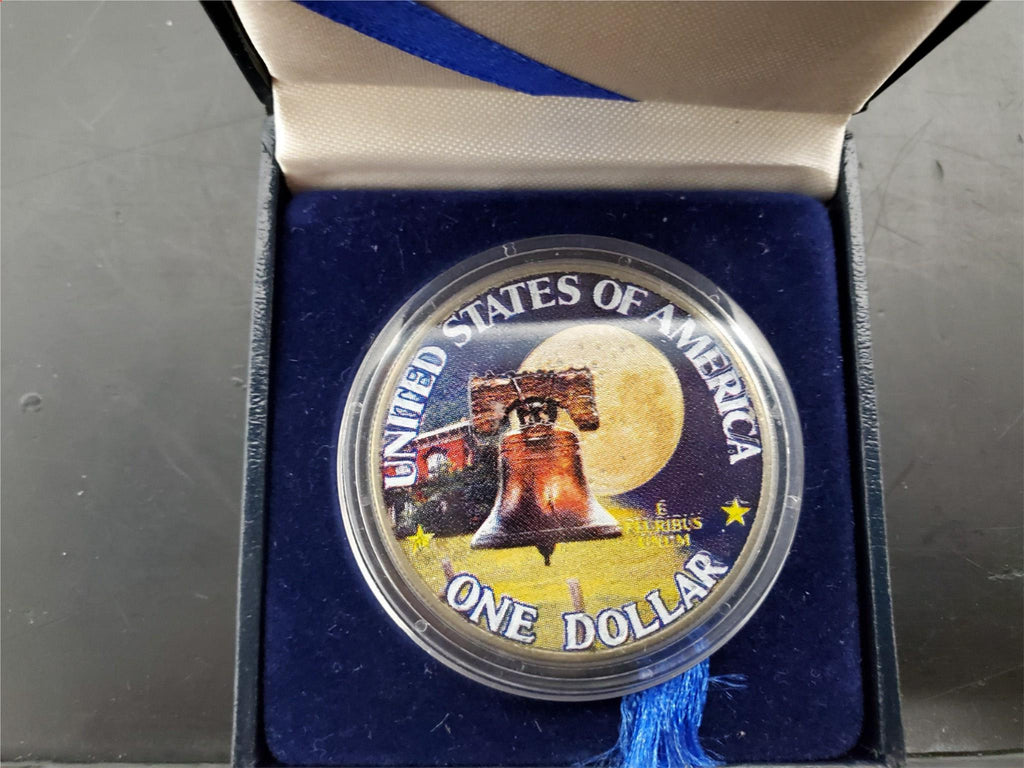 UNITED STATES OF AMERICA
E
PLURIBUS
UNUM
ONE DOLLAR